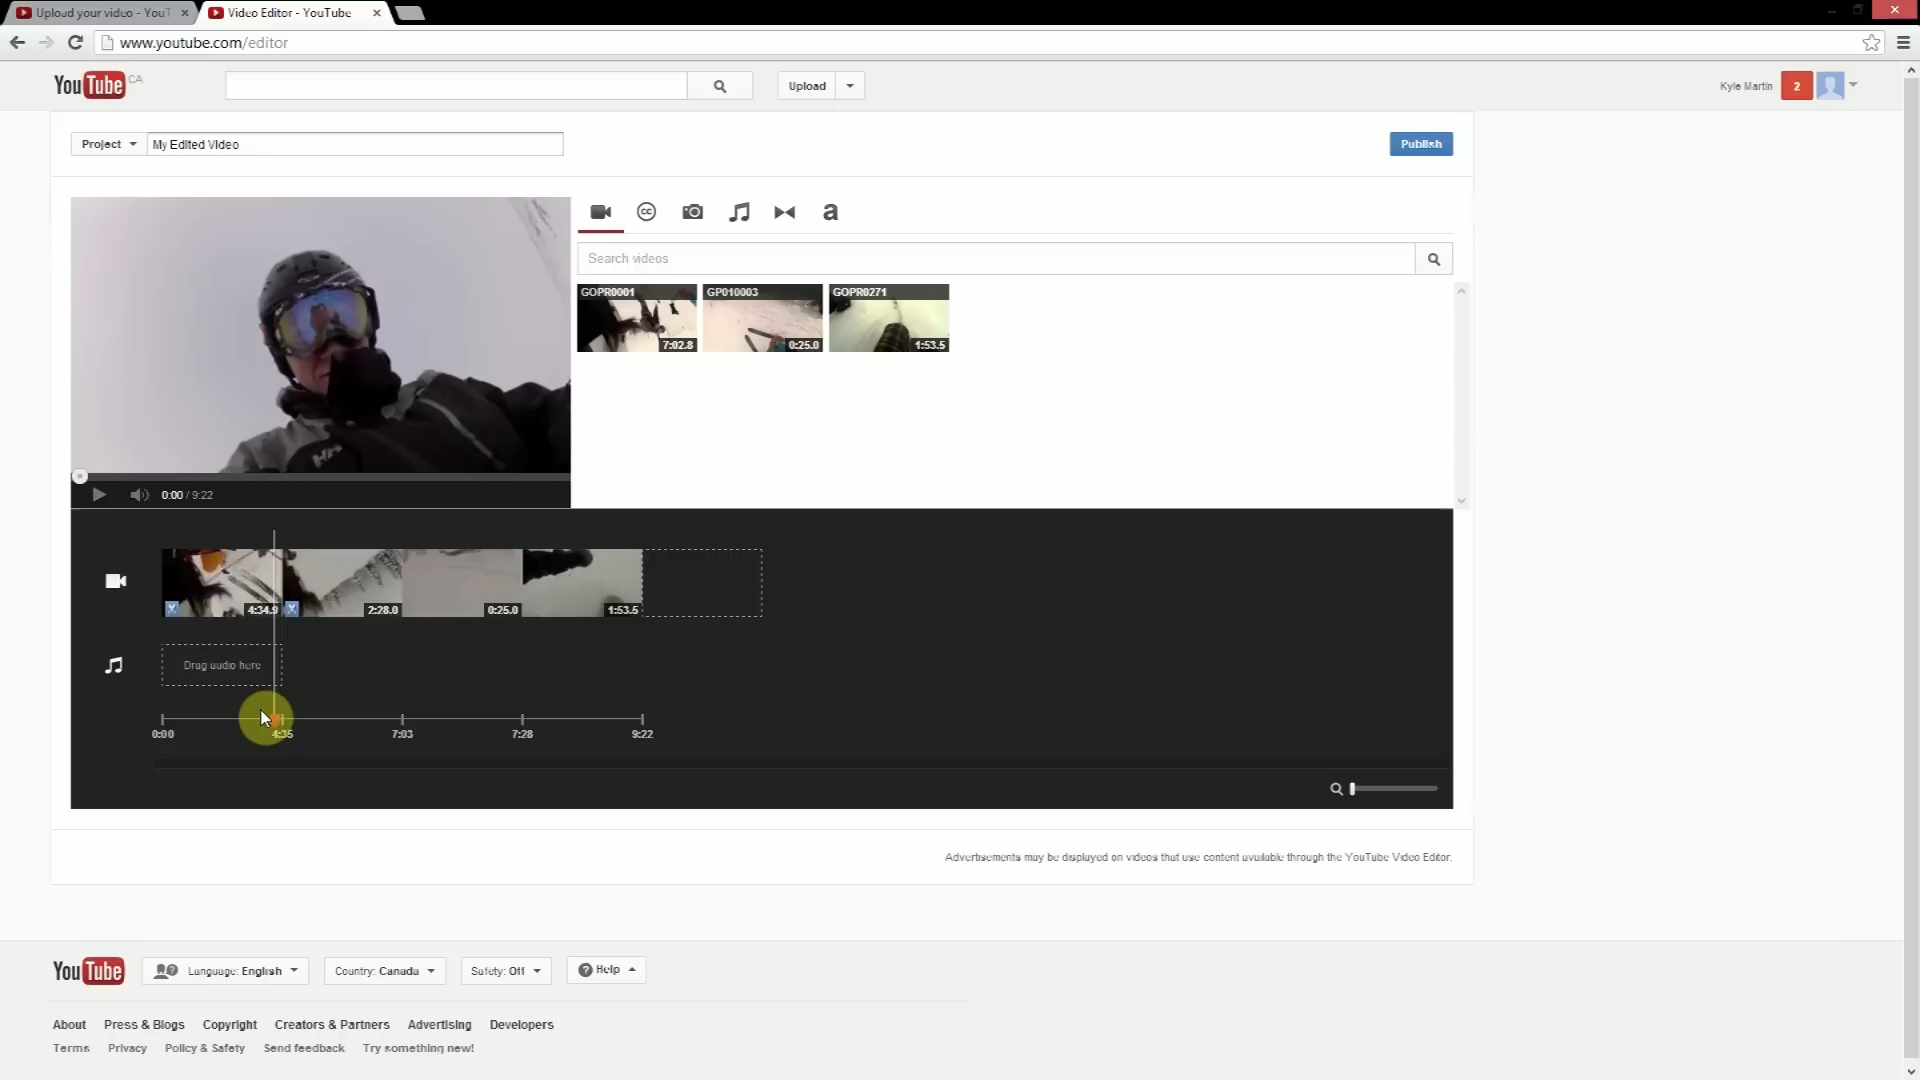 Upload your video - YouT
Video Editor - YouTube
www.youtube.com/editor
YouTube CA
Upload
Kyle Martin
2
Project
My Edited Video
Publish
Search videos
GOPR0001
7:02.8
GP010003
0:25.0
GOPR0271
1:53.5
0:00 / 9:22
4:34.9
2:28.0
0:25.0
1:53.5
Drag audio here
0:00
4:35
7:03
7:28
9:22
Advertisements may be displayed on videos that use content available through the YouTube Video Editor.
YouTube
Language: English
Country: Canada
Safety: Off
Help
About Press & Blogs Copyright Creators & Partners Advertising Developers
Terms Privacy Policy & Safety Send feedback Try something new!